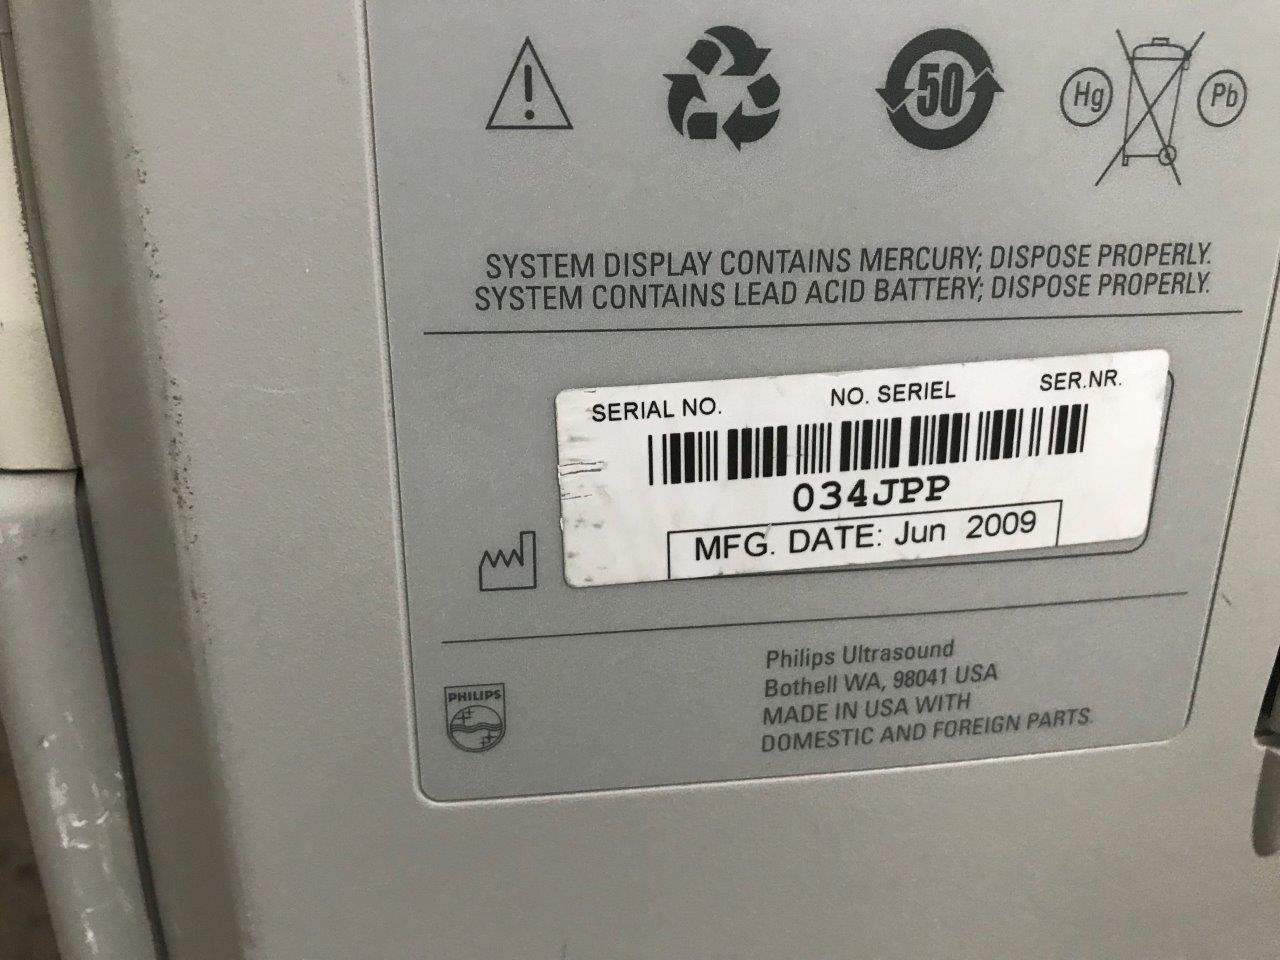 50
Hg
Pb
SYSTEM DISPLAY CONTAINS MERCURY; DISPOSE PROPERLY.
SYSTEM CONTAINS LEAD ACID BATTERY; DISPOSE PROPERLY.
SERIAL NO. NO. SERIEL SER.NR.
034JPP
MFG. DATE: Jun 2009
PHILIPS
Philips Ultrasound
Bothell WA, 98041 USA
MADE IN USA WITH
DOMESTIC AND FOREIGN PARTS.